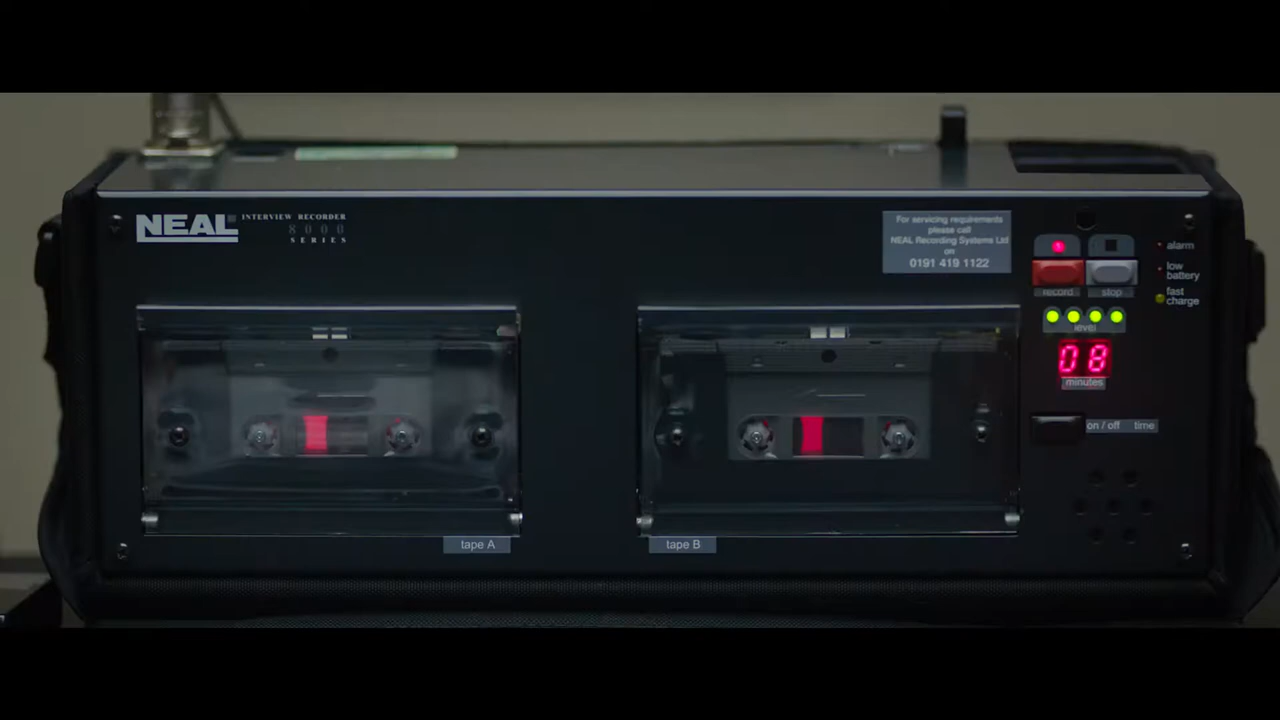 NEAL INTERVIEW RECORDER
8000
SERIES
For servicing requirements
please call
NEAL Recording Systems Ltd
on
0191 419 1122
record
stop
alarm
low
battery
fast
charge
level
08
minutes
on / off time
tape A
tape B